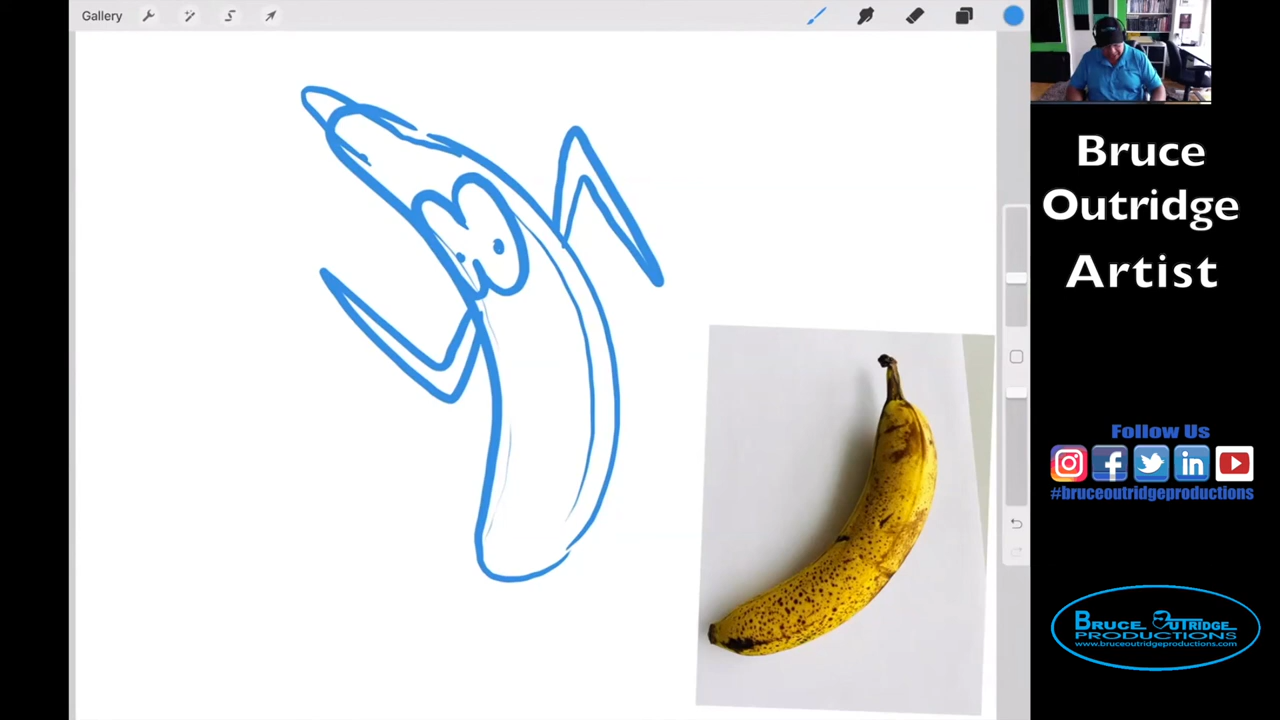 Gallery
Bruce
Outridge
Artist
Follow Us
#bruceoutridgeproductions
BRUCE OUTRIDGE
PRODUCTIONS
www.bruceoutridgeproductions.com